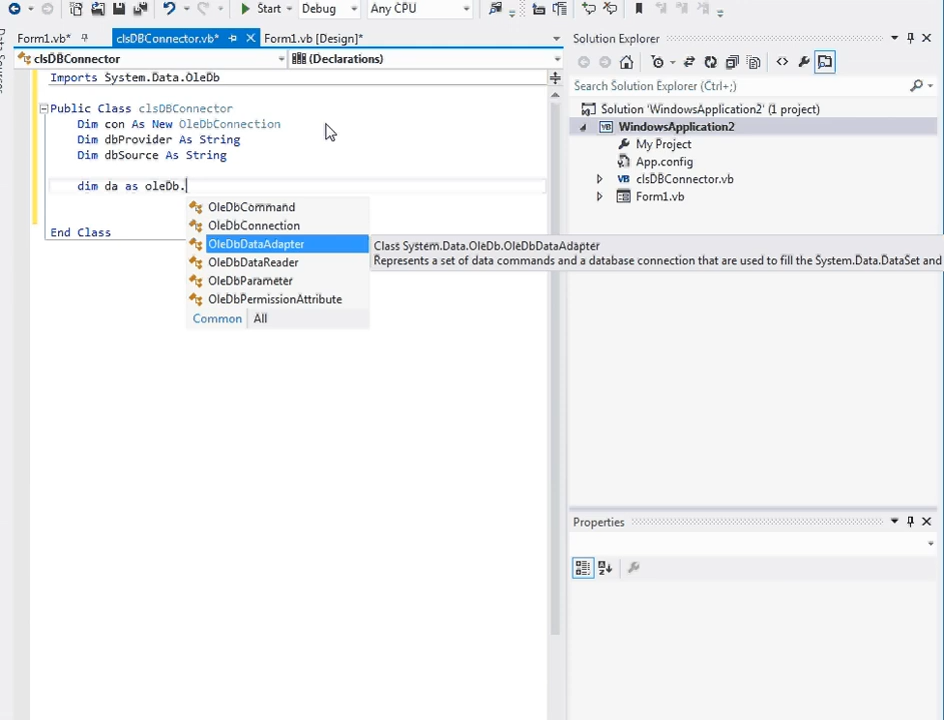 Start Debug Any CPU
Form1.vb* clsDBConnector.vb* Form1.vb [Design]*
clsDBConnector (Declarations)
Imports System.Data.OleDb
Public Class clsDBConnector
Dim con As New OleDbConnection
Dim dbProvider As String
Dim dbSource As String
dim da as oleDb.
End Class
OleDbCommand
OleDbConnection
OleDbDataAdapter
OleDbDataReader
OleDbParameter
OleDbPermissionAttribute
Common All
Class System.Data.OleDb.OleDbDataAdapter
Represents a set of data commands and a database connection that are used to fill the System.Data.DataSet and
Solution Explorer
Search Solution Explorer (Ctrl+;)
Solution 'WindowsApplication2' (1 project)
VB WindowsApplication2
My Project
App.config
VB clsDBConnector.vb
Form1.vb
Properties